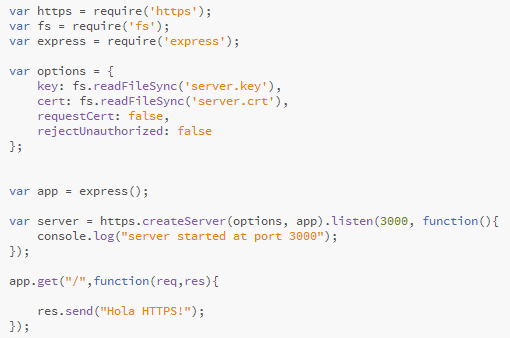 var https = require('https');
var fs = require('fs');
var express = require('express');

var options = {
    key: fs.readFileSync('server.key'),
    cert: fs.readFileSync('server.crt'),
    requestCert: false,
    rejectUnauthorized: false
};


var app = express();

var server = https.createServer(options, app).listen(3000, function(){
    console.log("server started at port 3000");
});

app.get("/",function(req,res){

    res.send("Hola HTTPS!");
});